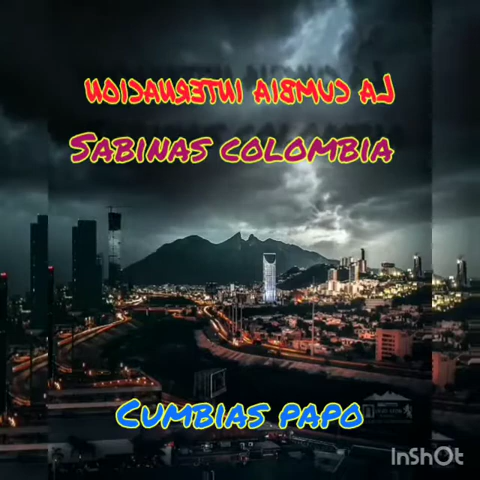 La cumbia internacion
Sabinas colombia
Cumbias papo
InShOt